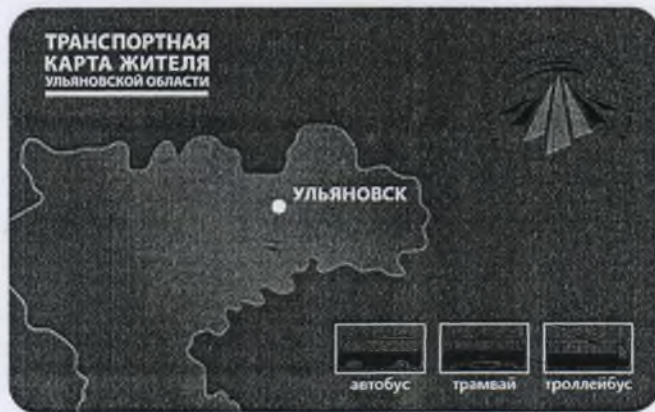 ТРАНСПОРТНАЯ
КАРТА ЖИТЕЛЯ
УЛЬЯНОВСКОЙ ОБЛАСТИ
УЛЬЯНОВСК
автобус
трамвай
троллейбус